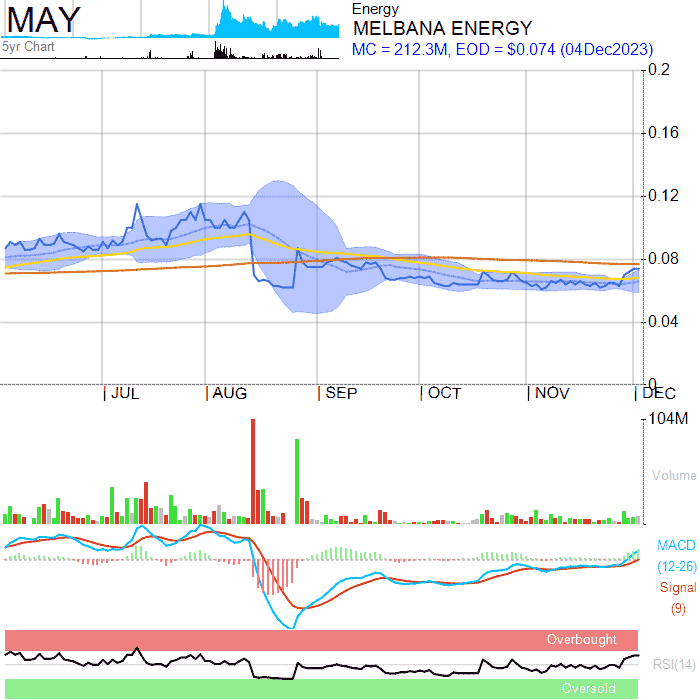 MAY
5yr Chart
Energy
MELBANA ENERGY
MC = 212.3M, EOD = $0.074 (04Dec2023)
0.2
0.16
0.12
0.08
0.04
0
JUL AUG SEP OCT NOV DEC
104M
Volume
MACD
(12-26)
Signal
(9)
Overbought
RSI(14)
Oversold